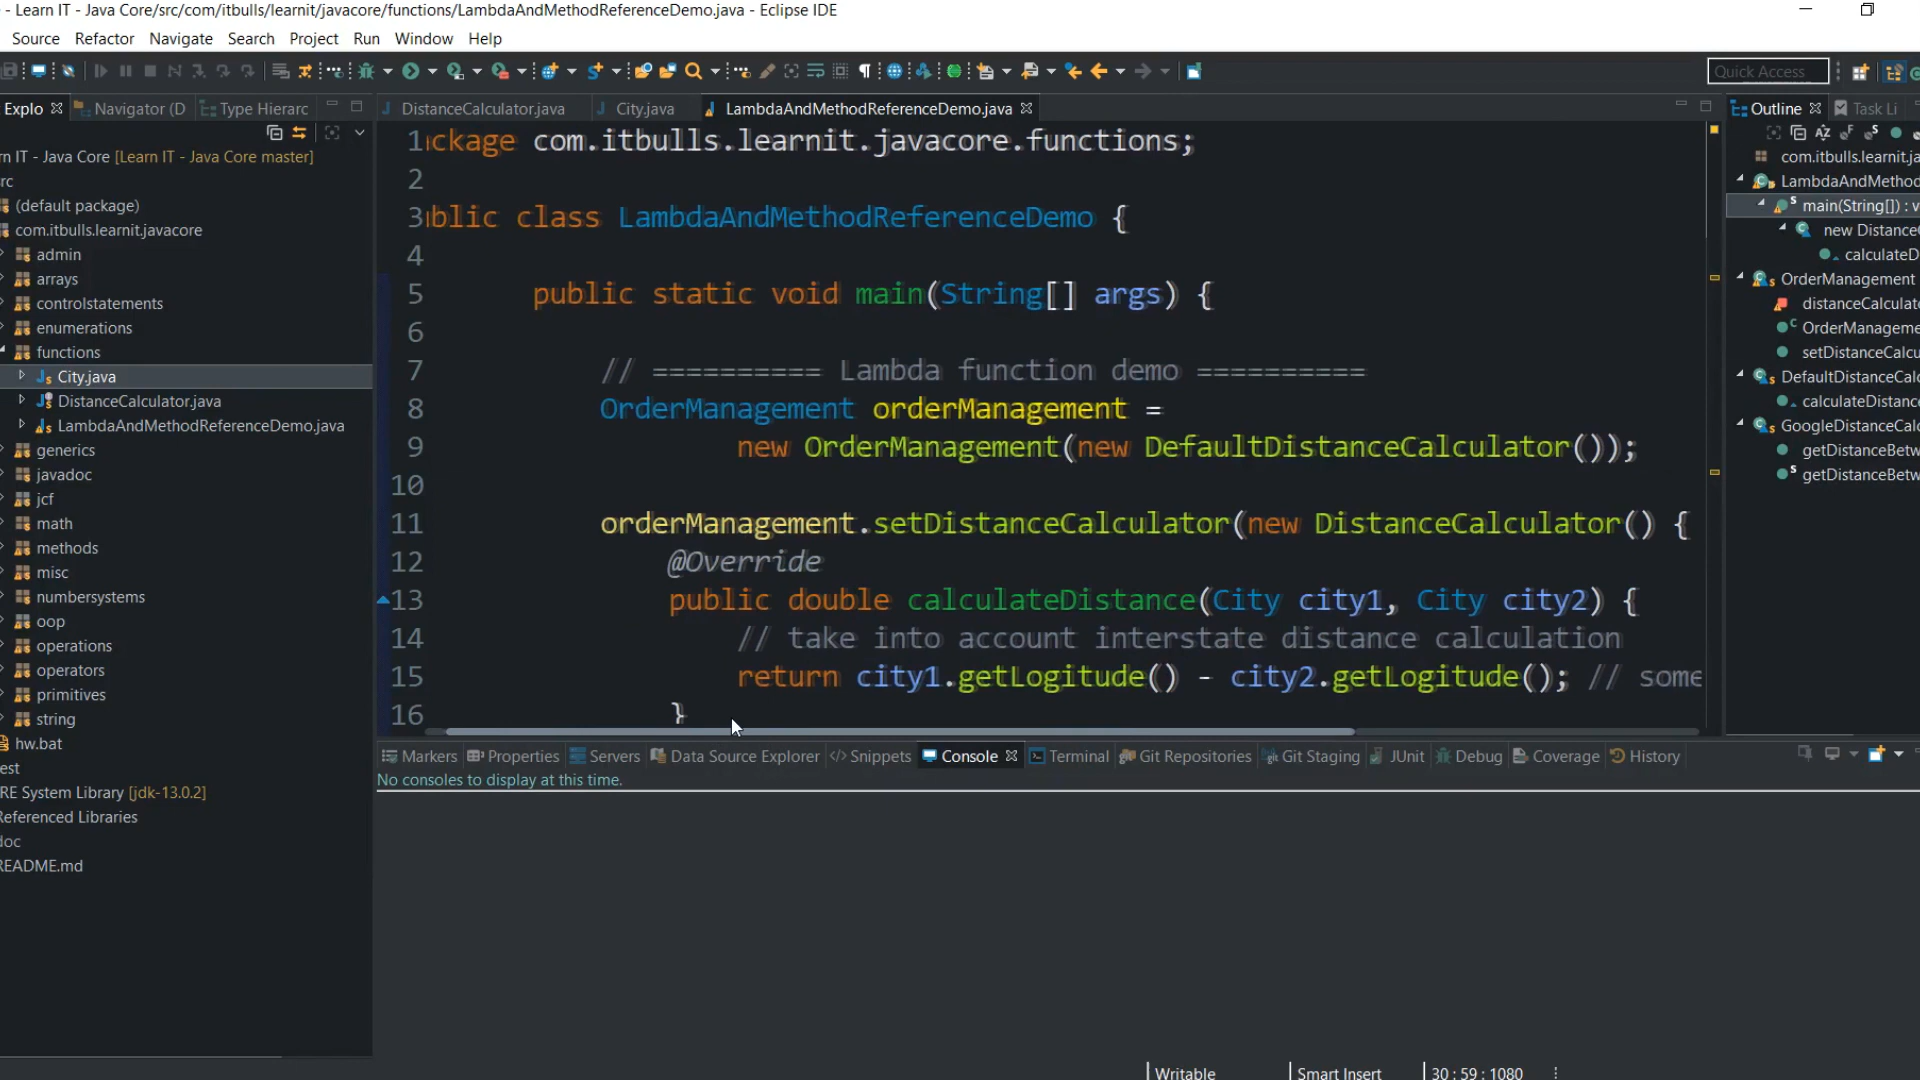 - Learn IT - Java Core/src/com/itbulls/learnit/javacore/functions/LambdaAndMethodReferenceDemo.java - Eclipse IDE
Source Refactor Navigate Search Project Run Window Help
Quick Access
Explo Navigator (D Type Hierarc
DistanceCalculator.java City.java LambdaAndMethodReferenceDemo.java
Outline Task Li
rn IT - Java Core [Learn IT - Java Core master]
rc
(default package)
com.itbulls.learnit.javacore
admin
arrays
controlstatements
enumerations
functions
City.java
DistanceCalculator.java
LambdaAndMethodReferenceDemo.java
generics
javadoc
jcf
math
methods
misc
numbersystems
oop
operations
operators
primitives
string
hw.bat
est
RE System Library [jdk-13.0.2]
Referenced Libraries
doc
README.md
1 ckage com.itbulls.learnit.javacore.functions;
2
3 blic class LambdaAndMethodReferenceDemo {
4
5 public static void main(String[] args) {
6
7 // ========== Lambda function demo ==========
8 OrderManagement orderManagement =
9 new OrderManagement(new DefaultDistanceCalculator());
10
11 orderManagement.setDistanceCalculator(new DistanceCalculator() {
12 @Override
13 public double calculateDistance(City city1, City city2) {
14 // take into account interstate distance calculation
15 return city1.getLogitude() - city2.getLogitude(); // some
16 }
com.itbulls.learnit.ja
LambdaAndMethod
main(String[]) : v
new Distance
calculateD
OrderManagement
distanceCalculat
OrderManageme
setDistanceCalcu
DefaultDistanceCalc
calculateDistance
GoogleDistanceCalc
getDistanceBetw
getDistanceBetw
Markers Properties Servers Data Source Explorer Snippets Console Terminal Git Repositories Git Staging JUnit Debug Coverage History
No consoles to display at this time.
Writable Smart Insert 30 : 59 : 1080